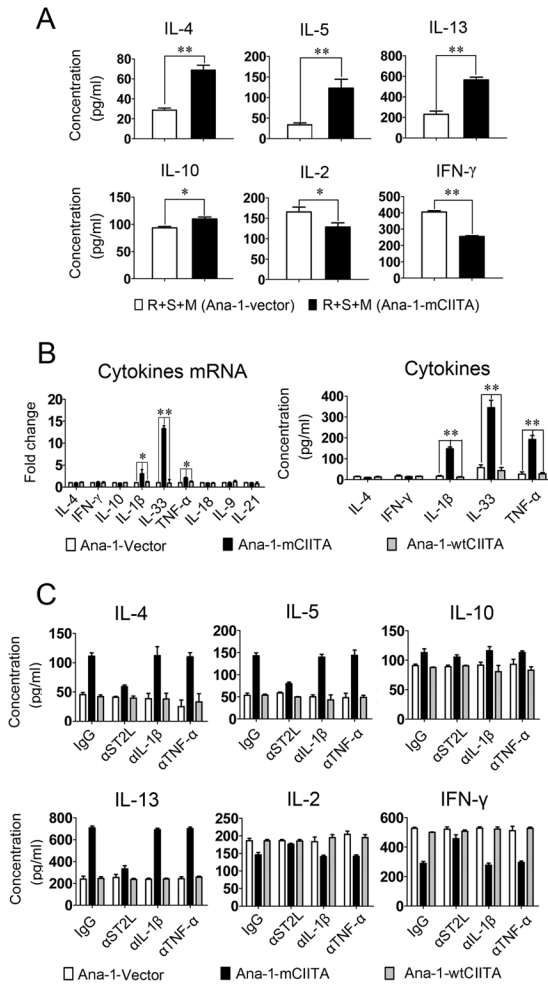 A
IL-4 IL-5 IL-13
Concentration (pg/ml)
80 60 40 20 0
**
200 150 100 50 0
**
800 600 400 200 0
**
IL-10 IL-2 IFN-γ
Concentration (pg/ml)
150 100 50 0
*
200 150 100 50 0
*
500 400 300 200 100 0
**
R+S+M (Ana-1-vector) R+S+M (Ana-1-mCIITA)
B
Cytokines mRNA
Fold change
20 15 10 5 2 1 0
* ** *
IL-4 IFN-γ IL-10 IL-1β IL-33 TNF-α IL-18 IL-9 IL-21
Cytokines
Concentration (pg/ml)
400 300 200 100 0
** ** **
IL-4 IFN-γ IL-1β IL-33 TNF-α
Ana-1-Vector Ana-1-mCIITA Ana-1-wtCIITA
C
IL-4 IL-5 IL-10
Concentration (pg/ml)
150 100 50 0
IgG αST2L αIL-1β αTNF-α
200 150 100 50 0
IgG αST2L αIL-1β αTNF-α
150 100 50 0
IgG αST2L αIL-1β αTNF-α
IL-13 IL-2 IFN-γ
Concentration (pg/ml)
800 600 400 200 0
IgG αST2L αIL-1β αTNF-α
250 200 150 100 50 0
IgG αST2L αIL-1β αTNF-α
600 400 200 0
IgG αST2L αIL-1β αTNF-α
Ana-1-Vector Ana-1-mCIITA Ana-1-wtCIITA